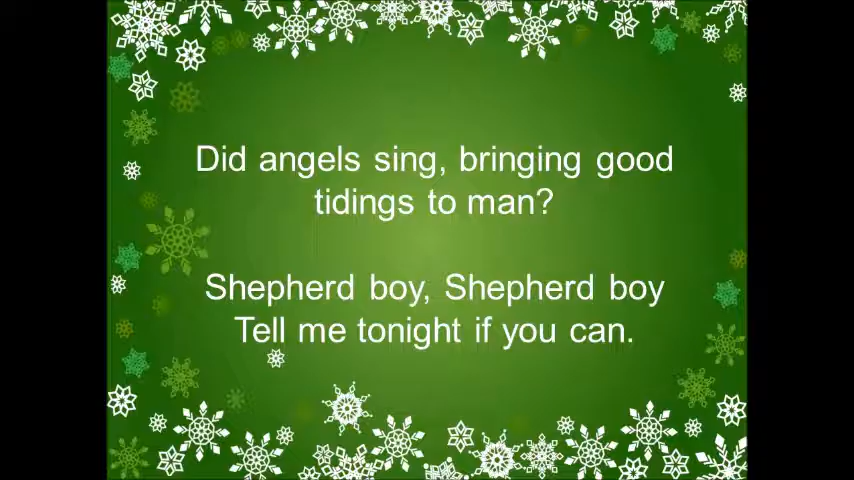 Did angels sing, bringing good
tidings to man?
Shepherd boy, Shepherd boy
Tell me tonight if you can.